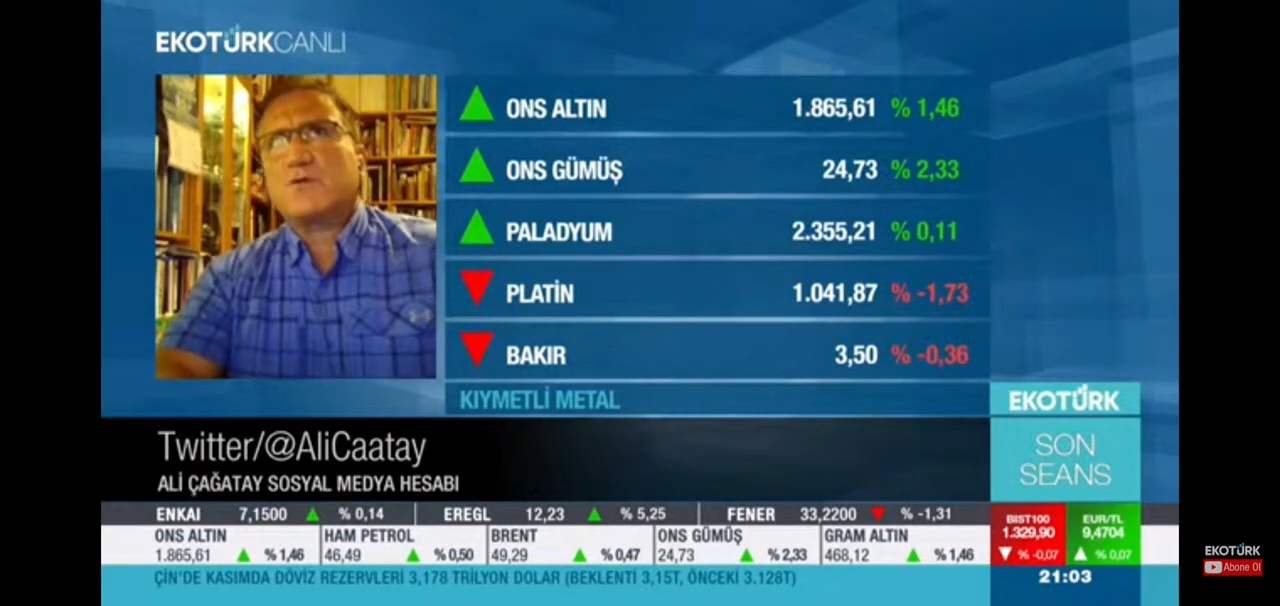 EKOTÜRK CANLI
ONS ALTIN 1.865,61 % 1,46
ONS GÜMÜŞ 24,73 % 2,33
PALADYUM 2.355,21 % 0,11
PLATİN 1.041,87 % -1,73
BAKIR 3,50 % -0,36
KIYMETLİ METAL
EKOTÜRK
SON
SEANS
Twitter/@AliCaatay
ALİ ÇAĞATAY SOSYAL MEDYA HESABI
ENKAI 7,1500 % 0,14 EREGL 12,23 % 5,25 FENER 33,2200 % -1,31
ONS ALTIN HAM PETROL BRENT ONS GÜMÜŞ GRAM ALTIN
1.865,61 % 1,46 46,49 % 0,50 49,29 % 0,47 24,73 % 2,33 468,12 % 1,46
BIST100 EUR/TL
1.329,90 9,4704
% -0,07 % 0,07
ÇİN'DE KASIMDA DÖVİZ REZERVLERİ 3,178 TRİLYON DOLAR (BEKLENTİ 3,15T, ÖNCEKİ 3.128T)
21:03
EKOTÜRK
Abone Ol